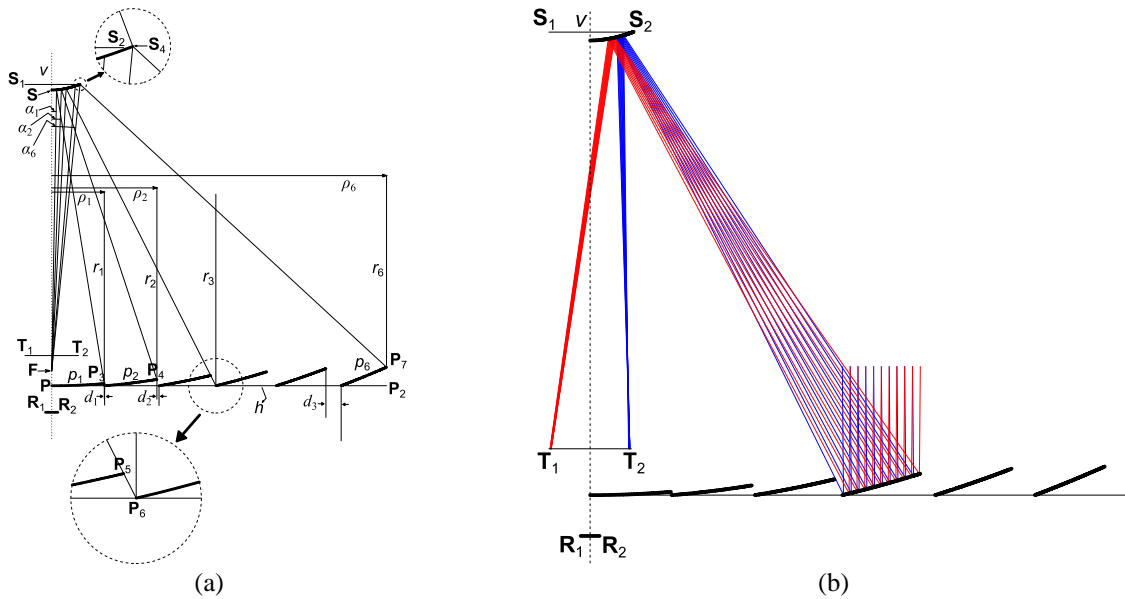 S2
S4
S1
v
S
α1
α2
α6
ρ6
ρ2
ρ1
r1
r2
r3
r6
T1
T2
F
P
p1
P3
p2
P4
p6
P7
P2
d1
d2
d3
h
R1
R2
P5
P6
(a)
S1
v
S2
T1
T2
R1
R2
(b)